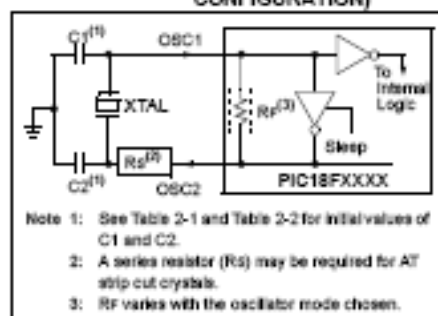 CONFIGURATION)
C1(1)
OSC1
To
Internal
Logic
XTAL
RF(3)
Sleep
C2(1)
RS(2)
OSC2
PIC18FXXXX
Note 1: See Table 2-1 and Table 2-2 for initial values of
C1 and C2.
2: A series resistor (RS) may be required for AT
strip cut crystals.
3: RF varies with the oscillator mode chosen.